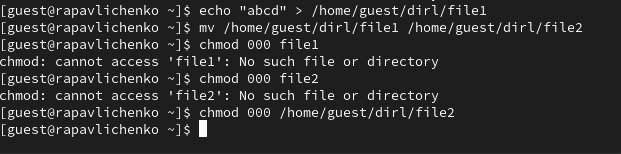 [guest@rapavlichenko ~]$ echo "abcd" > /home/guest/dirl/file1
[guest@rapavlichenko ~]$ mv /home/guest/dirl/file1 /home/guest/dirl/file2
[guest@rapavlichenko ~]$ chmod 000 file1
chmod: cannot access 'file1': No such file or directory
[guest@rapavlichenko ~]$ chmod 000 file2
chmod: cannot access 'file2': No such file or directory
[guest@rapavlichenko ~]$ chmod 000 /home/guest/dirl/file2
[guest@rapavlichenko ~]$